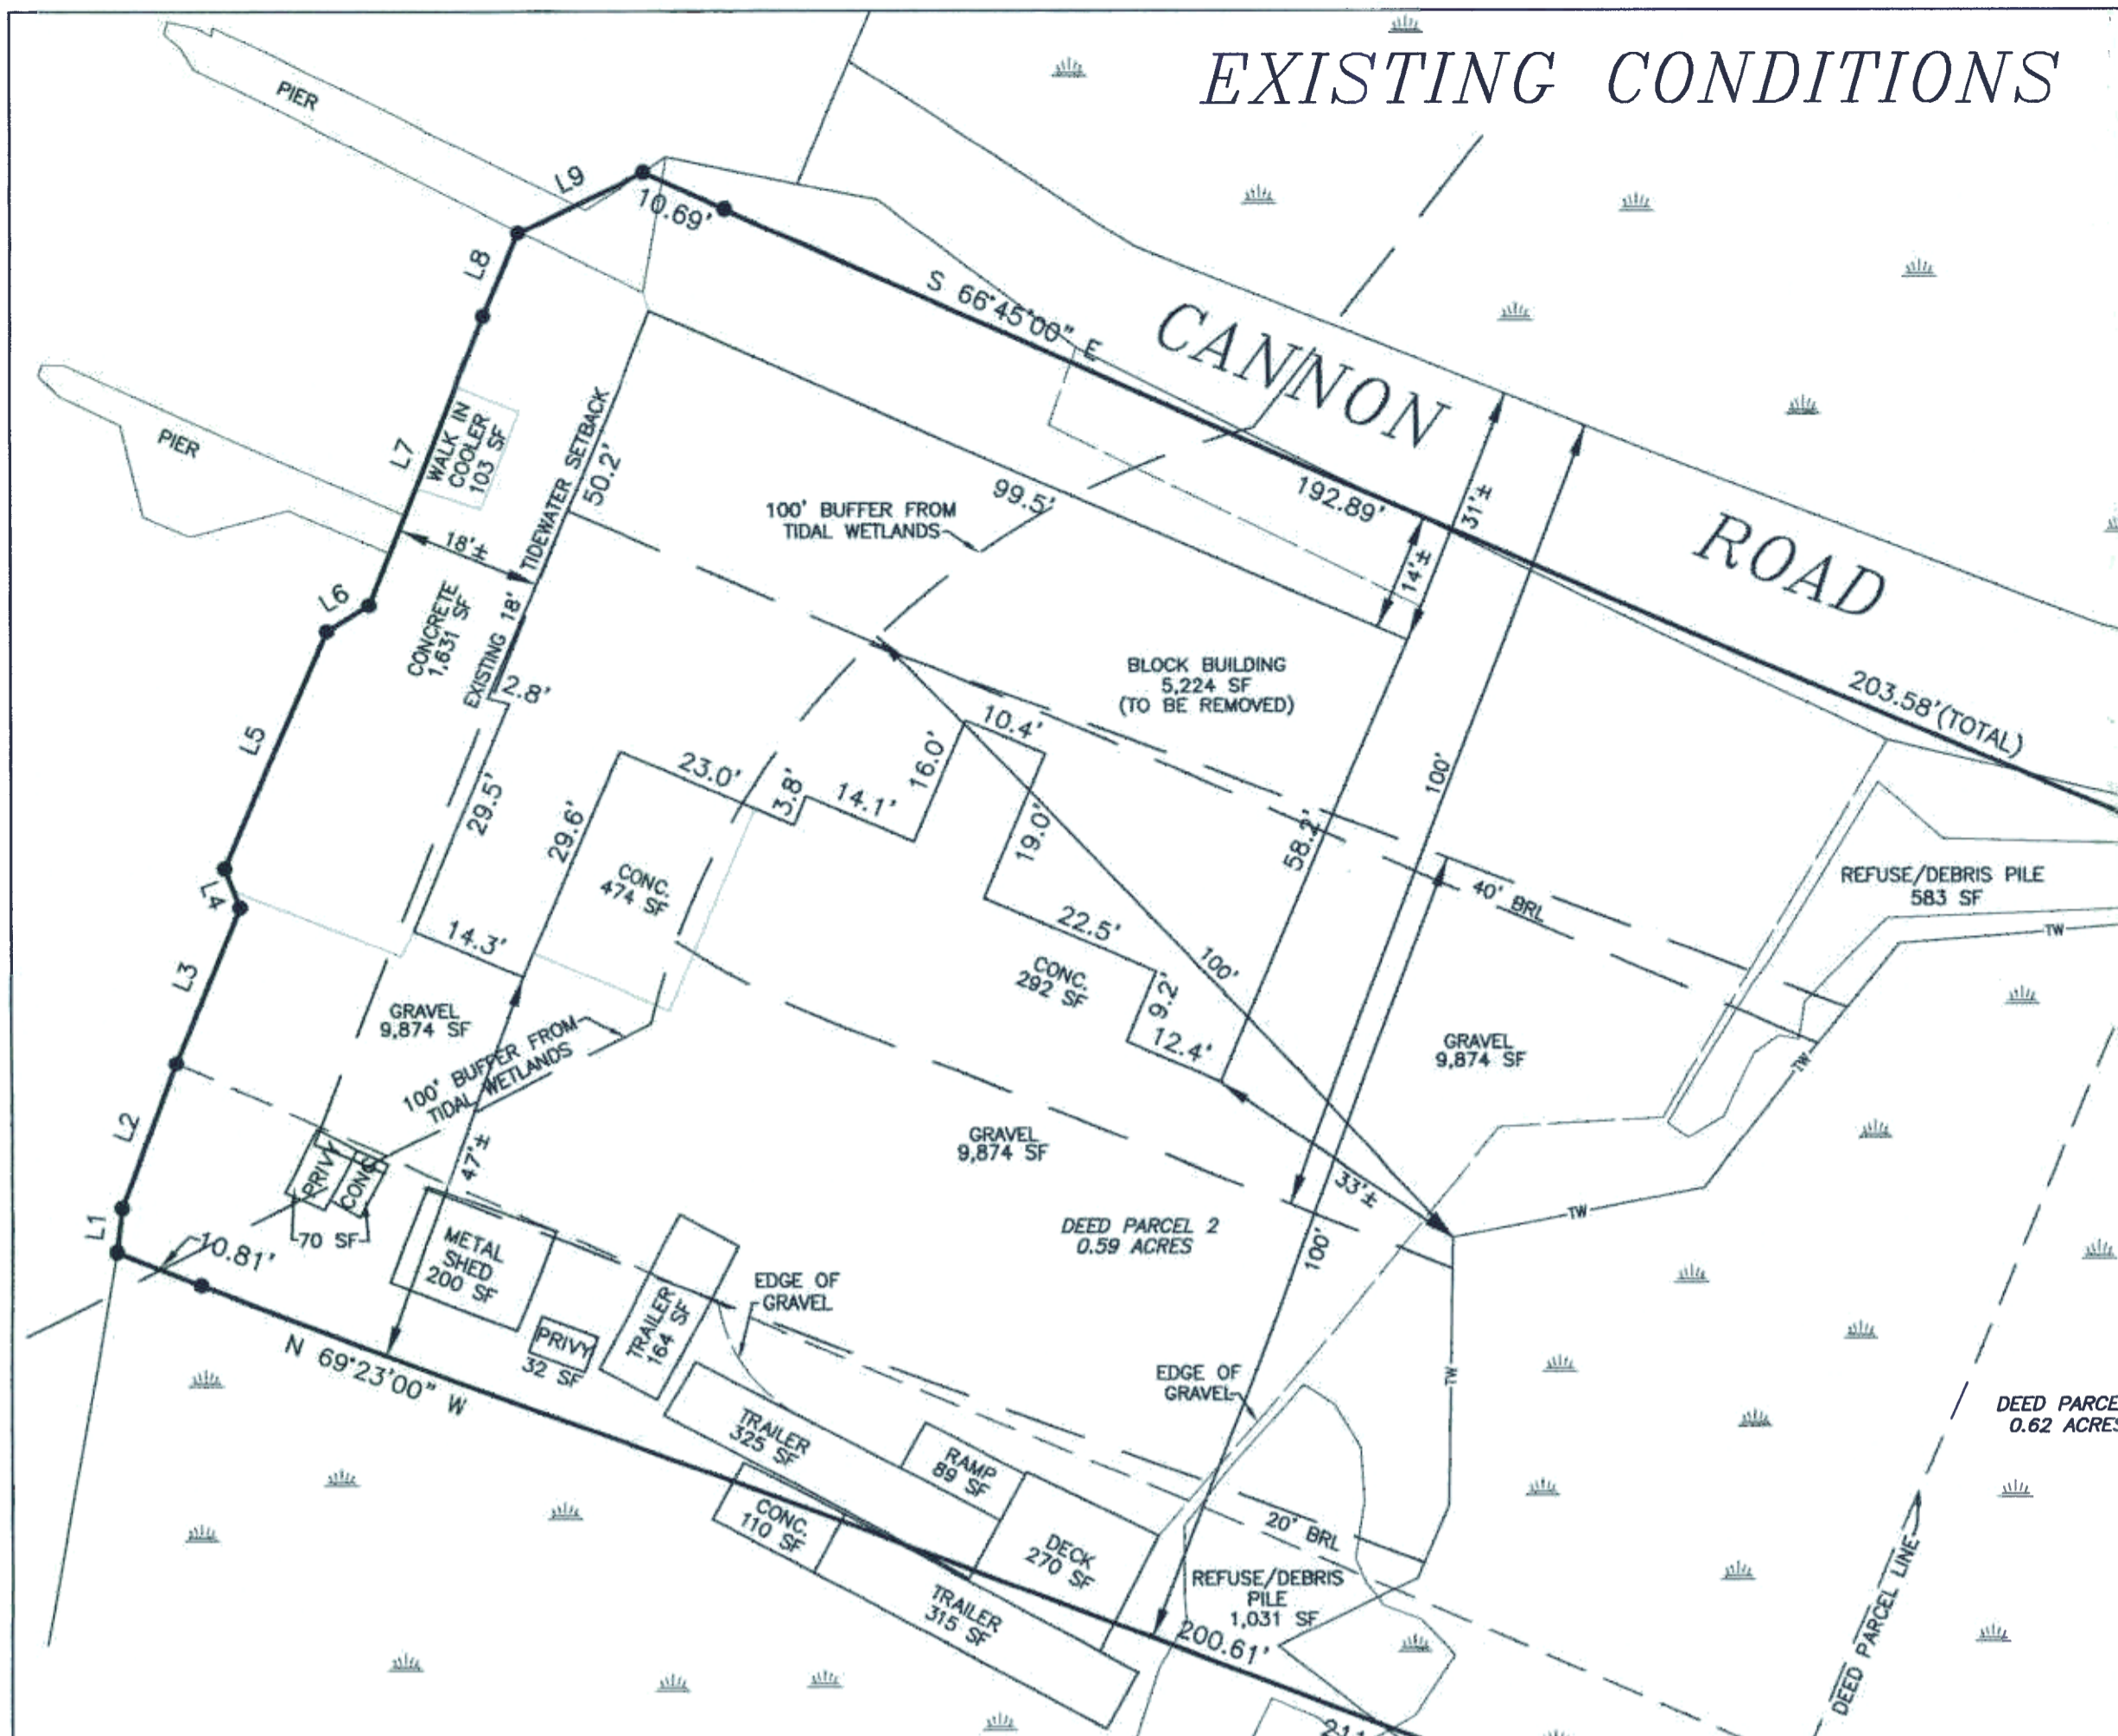 EXISTING CONDITIONS
PIER
L9
10.69'
L8
S 66°45'00" E
CANNON
ROAD
PIER
L7
WALK IN
COOLER
103 SF
EXISTING 18' TIDEWATER SETBACK
50.2'
99.5'
192.89'
31'±
14'±
100' BUFFER FROM
TIDAL WETLANDS
18'±
L6
CONCRETE
1,631 SF
2.8'
BLOCK BUILDING
5,224 SF
(TO BE REMOVED)
203.58'(TOTAL)
L5
10.4'
23.0'
3.8'
14.1'
16.0'
29.5'
29.6'
19.0'
58.2'
100'
CONC.
474 SF
L4
40' BRL
REFUSE/DEBRIS PILE
583 SF
TW
14.3'
22.5'
100'
L3
CONC.
292 SF
9.2'
12.4'
GRAVEL
9,874 SF
GRAVEL
9,874 SF
TW
100' BUFFER FROM
TIDAL WETLANDS
L2
GRAVEL
9,874 SF
47'±
PRIVY
CONC
33'±
TW
L1
70 SF
10.81'
METAL
SHED
200 SF
DEED PARCEL 2
0.59 ACRES
100'
EDGE OF
GRAVEL
TRAILER
164 SF
PRIVY
32 SF
N 69°23'00" W
EDGE OF
GRAVEL
TW
DEED PARCE
0.62 ACRES
TRAILER
325 SF
RAMP
89 SF
CONC.
110 SF
DECK
270 SF
20' BRL
REFUSE/DEBRIS
PILE
1,031 SF
TRAILER
315 SF
200.61'
DEED PARCEL LINE
211